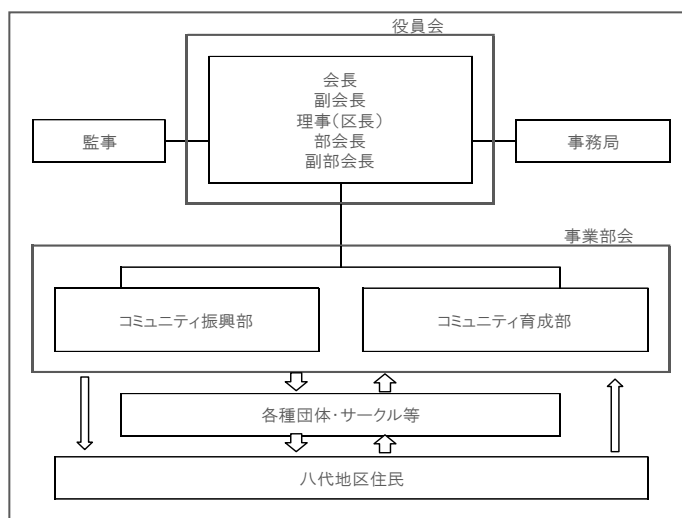 役員会
会長
副会長
理事(区長)
部会長
副部会長
監事
事務局
事業部会
コミュニティ振興部
コミュニティ育成部
各種団体・サークル等
八代地区住民